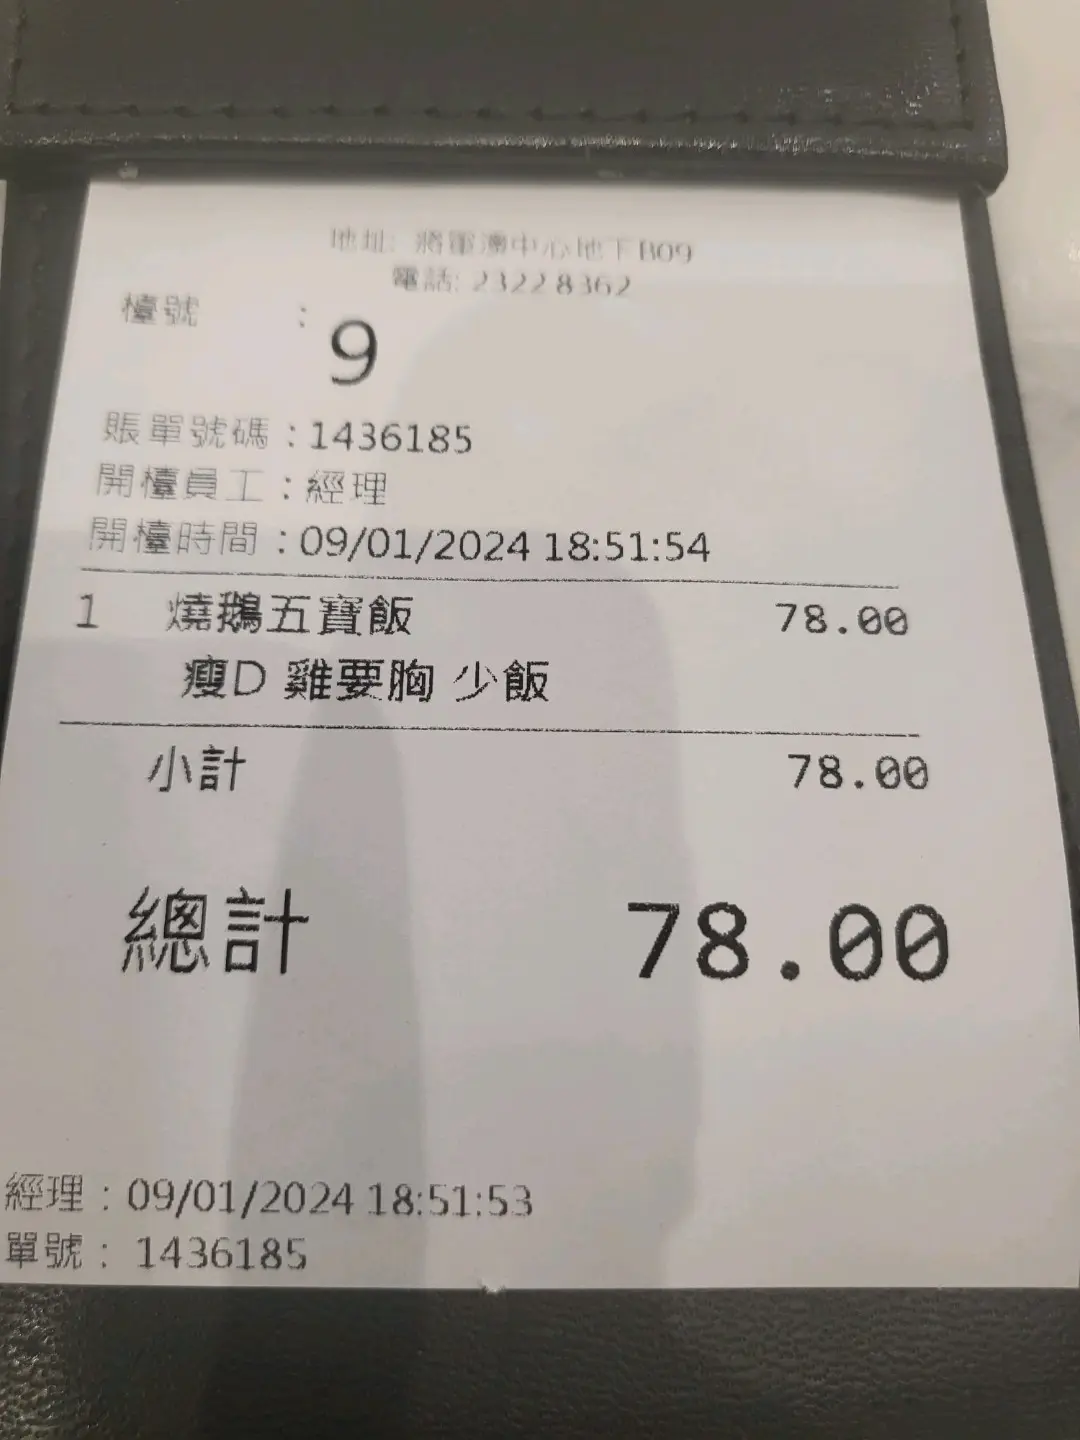 地址: 將軍澳中心地下B09
電話: 23228362
檯號 : 9
賬單號碼 : 1436185
開檯員工 : 經理
開檯時間 : 09/01/2024 18:51:54
1 燒鵝五寶飯 78.00
瘦D 雞要胸 少飯
小計 78.00
總計 78.00
經理 : 09/01/2024 18:51:53
單號 : 1436185